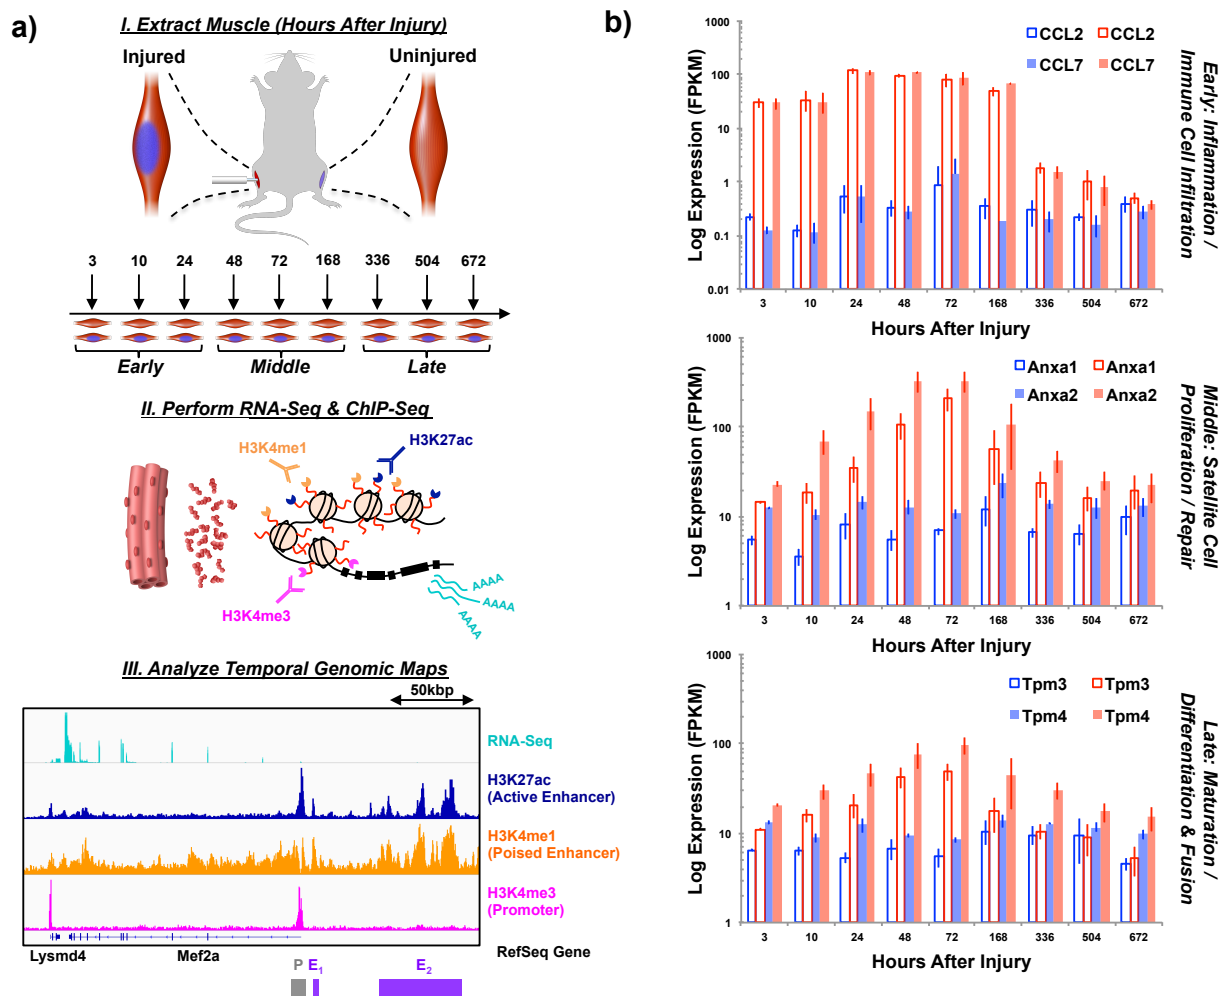 a)
I. Extract Muscle (Hours After Injury)
Injured
Uninjured
3 10 24 48 72 168 336 504 672
Early Middle Late
II. Perform RNA-Seq & ChIP-Seq
H3K4me1
H3K27ac
H3K4me3
AAAA
AAAA
AAAA
III. Analyze Temporal Genomic Maps
50kbp
RNA-Seq
H3K27ac
(Active Enhancer)
H3K4me1
(Poised Enhancer)
H3K4me3
(Promoter)
RefSeq Gene
Lysmd4 Mef2a
P E1 E2
b)
Log Expression (FPKM)
1000
100
10
1
0.1
0.01
CCL2 CCL2
CCL7 CCL7
3 10 24 48 72 168 336 504 672
Hours After Injury
Early: Inflammation /
Immune Cell Infiltration
Log Expression (FPKM)
1000
100
10
1
Anxa1 Anxa1
Anxa2 Anxa2
3 10 24 48 72 168 336 504 672
Hours After Injury
Middle: Satellite Cell
Proliferation / Repair
Log Expression (FPKM)
1000
100
10
1
Tpm3 Tpm3
Tpm4 Tpm4
3 10 24 48 72 168 336 504 672
Hours After Injury
Late: Maturation /
Differentiation & Fusion